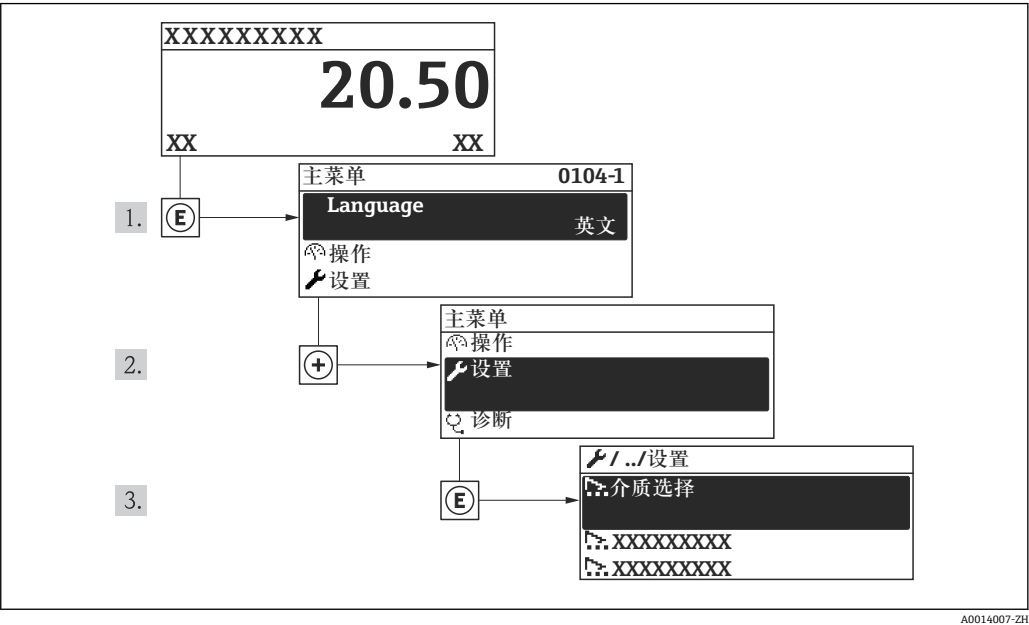 XXXXXXXXX
20.50
XX XX
主菜单 0104-1
1. E Language
英文
操作
设置
主菜单
操作
2. + 设置
诊断
/ ../设置
3. E 介质选择
XXXXXXXXX
XXXXXXXXX
A0014007-ZH